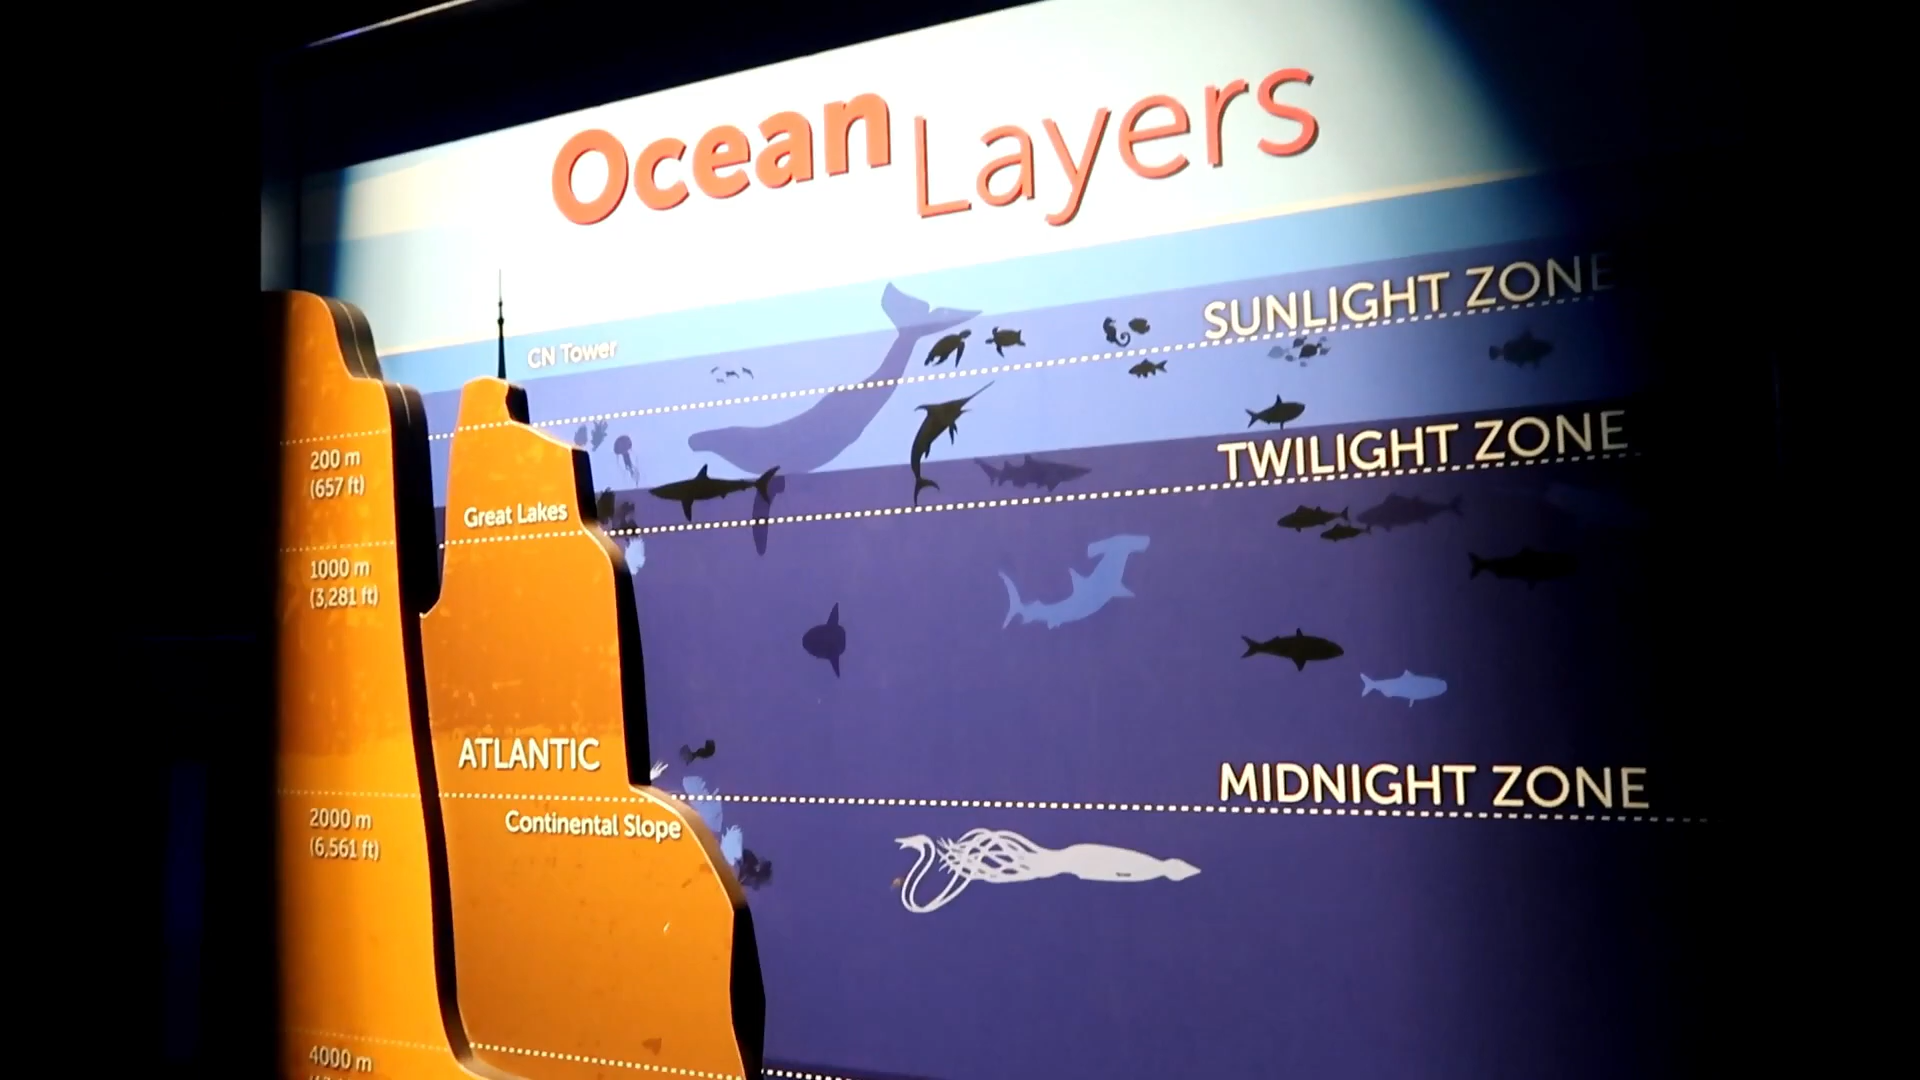 Ocean Layers
SUNLIGHT ZONE
CN Tower
200 m
(657 ft)
TWILIGHT ZONE
Great Lakes
1000 m
(3,281 ft)
ATLANTIC
MIDNIGHT ZONE
2000 m
(6,561 ft)
Continental Slope
4000 m